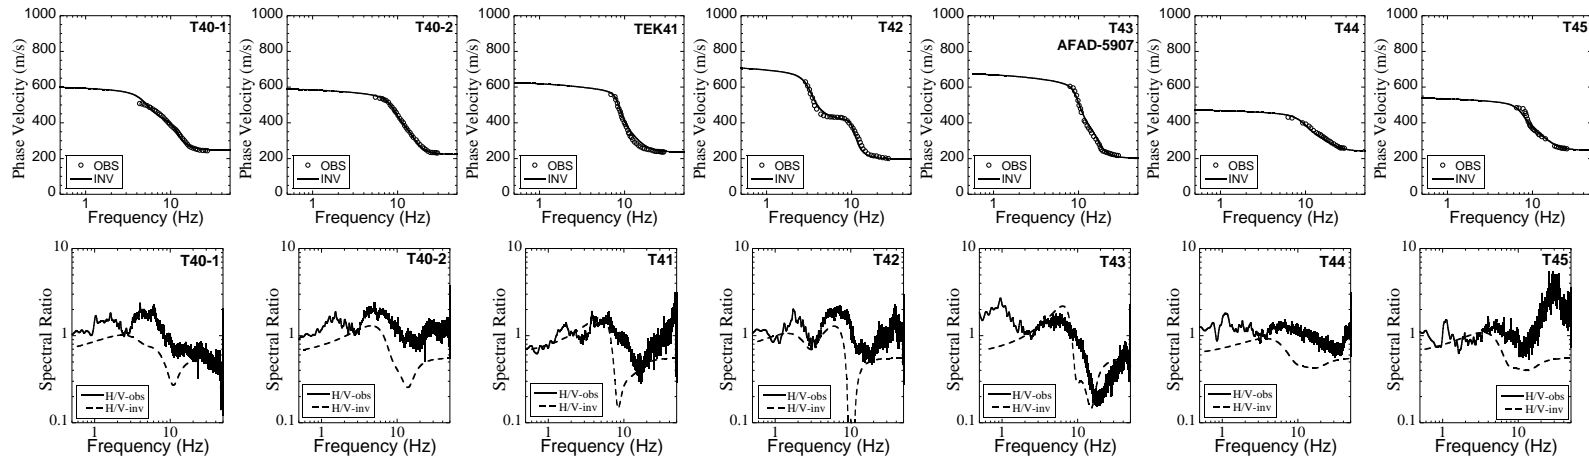 1000
800
600
400
200
0
Phase Velocity (m/s)
T40-1
OBS
INV
1
10
Frequency (Hz)
1000
800
600
400
200
0
Phase Velocity (m/s)
T40-2
OBS
INV
1
10
Frequency (Hz)
1000
800
600
400
200
0
Phase Velocity (m/s)
TEK41
OBS
INV
1
10
Frequency (Hz)
1000
800
600
400
200
0
Phase Velocity (m/s)
T42
OBS
INV
1
10
Frequency (Hz)
1000
800
600
400
200
0
Phase Velocity (m/s)
T43
AFAD-5907
OBS
INV
1
10
Frequency (Hz)
1000
800
600
400
200
0
Phase Velocity (m/s)
T44
OBS
INV
1
10
Frequency (Hz)
1000
800
600
400
200
0
Phase Velocity (m/s)
T45
OBS
INV
1
10
Frequency (Hz)
10
1
0.1
Spectral Ratio
T40-1
H/V-obs
H/V-inv
1
10
Frequency (Hz)
10
1
0.1
Spectral Ratio
T40-2
H/V-obs
H/V-inv
1
10
Frequency (Hz)
10
1
0.1
Spectral Ratio
T41
H/V-obs
H/V-inv
1
10
Frequency (Hz)
10
1
0.1
Spectral Ratio
T42
H/V-obs
H/V-inv
1
10
Frequency (Hz)
10
1
0.1
Spectral Ratio
T43
H/V-obs
H/V-inv
1
10
Frequency (Hz)
10
1
0.1
Spectral Ratio
T44
H/V-obs
H/V-inv
1
10
Frequency (Hz)
10
1
0.1
Spectral Ratio
T45
H/V-obs
H/V-inv
1
10
Frequency (Hz)